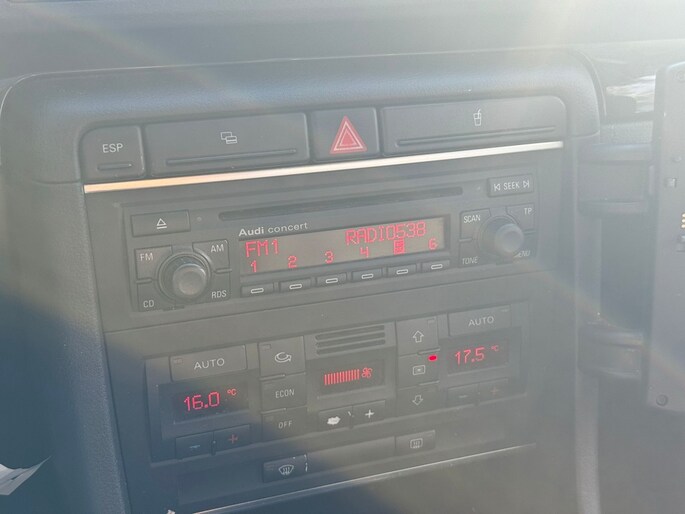 ESP
SEEK
Audi concert
FM AM
CD RDS
FM1 RADIO538
1 2 3 4 5 6
SCAN TP
TONE
AUTO
16.0 °C
ECON
OFF
AUTO
17.5 °C